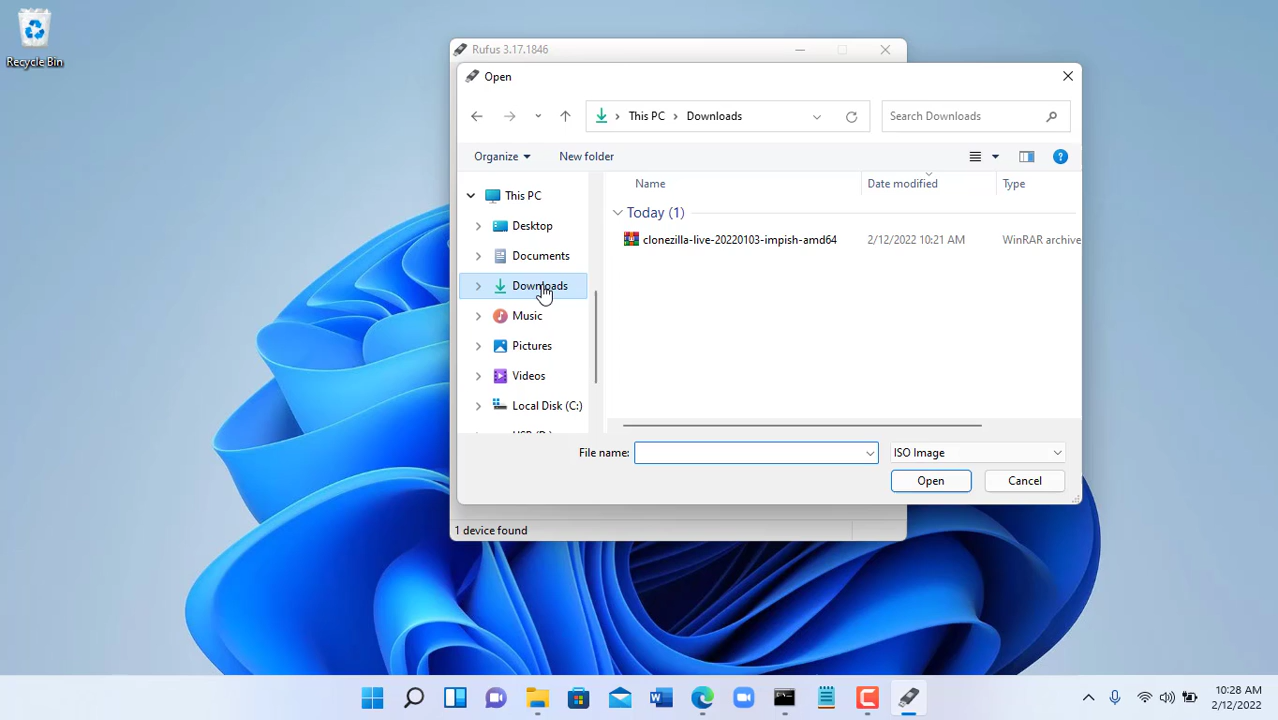 Recycle Bin
Rufus 3.17.1846
Open
This PC
Downloads
Search Downloads
Organize
New folder
This PC
Desktop
Documents
Downloads
Music
Pictures
Videos
Local Disk (C:)
Name
Date modified
Type
Today (1)
clonezilla-live-20220103-impish-amd64
2/12/2022 10:21 AM
WinRAR archive
File name:
ISO Image
Open
Cancel
1 device found
10:28 AM
2/12/2022